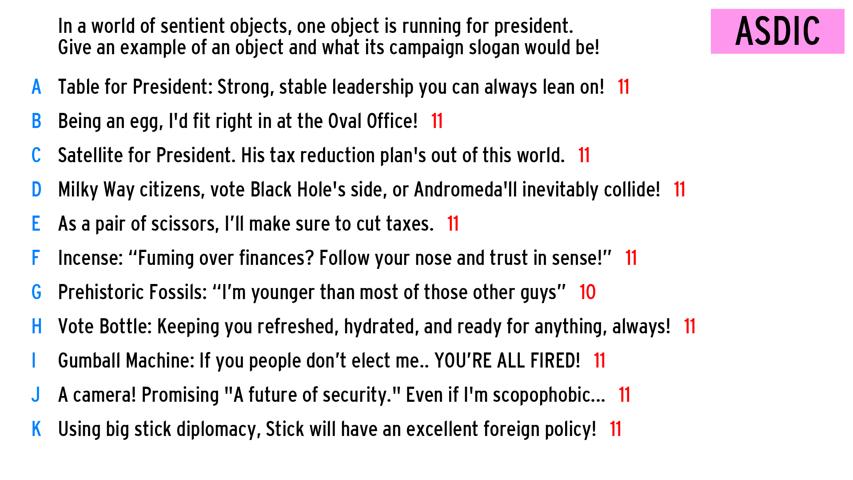 In a world of sentient objects, one object is running for president.
Give an example of an object and what its campaign slogan would be!
ASDIC
A Table for President: Strong, stable leadership you can always lean on! 11
B Being an egg, I'd fit right in at the Oval Office! 11
C Satellite for President. His tax reduction plan's out of this world. 11
D Milky Way citizens, vote Black Hole's side, or Andromeda'll inevitably collide! 11
E As a pair of scissors, I’ll make sure to cut taxes. 11
F Incense: “Fuming over finances? Follow your nose and trust in sense!” 11
G Prehistoric Fossils: “I’m younger than most of those other guys” 10
H Vote Bottle: Keeping you refreshed, hydrated, and ready for anything, always! 11
I Gumball Machine: If you people don’t elect me.. YOU’RE ALL FIRED! 11
J A camera! Promising "A future of security." Even if I'm scopophobic... 11
K Using big stick diplomacy, Stick will have an excellent foreign policy! 11